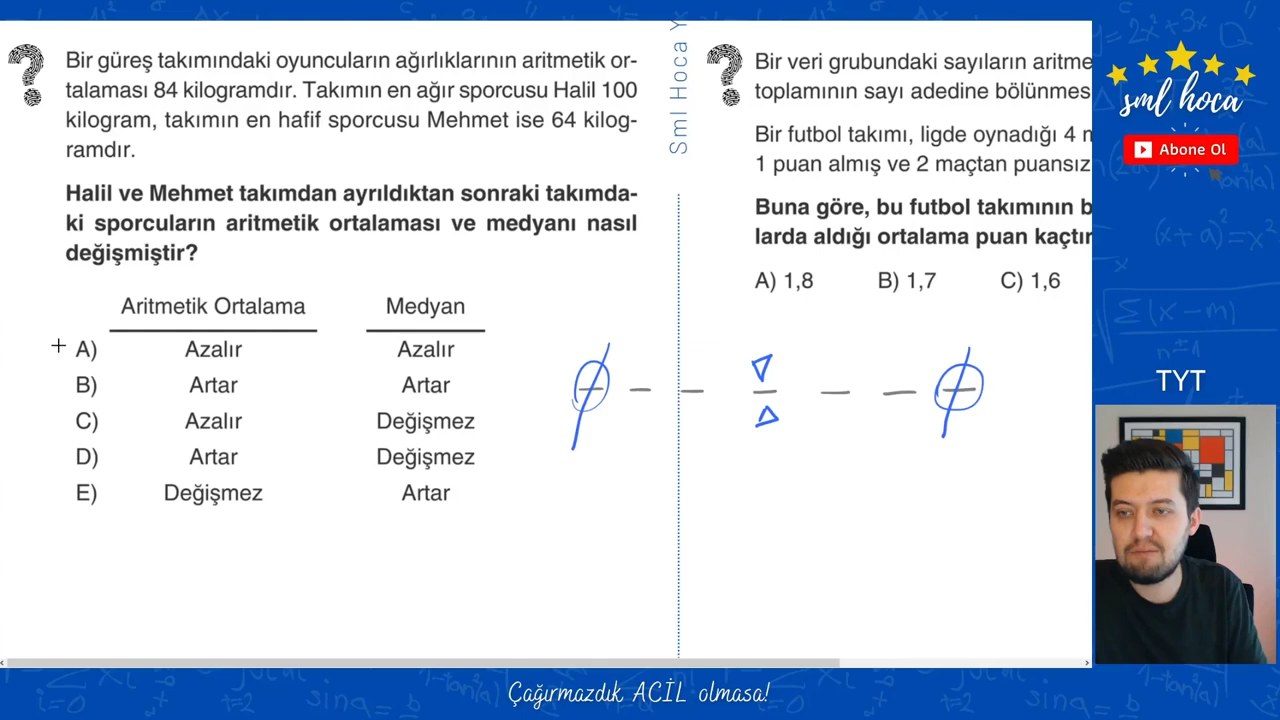 Bir güreş takımındaki oyuncuların ağırlıklarının aritmetik or-
talaması 84 kilogramdır. Takımın en ağır sporcusu Halil 100
kilogram, takımın en hafif sporcusu Mehmet ise 64 kilog-
ramdır.
Halil ve Mehmet takımdan ayrıldıktan sonraki takımda-
ki sporcuların aritmetik ortalaması ve medyanı nasıl
değişmiştir?
Aritmetik Ortalama Medyan
A) Azalır Azalır
B) Artar Artar
C) Azalır Değişmez
D) Artar Değişmez
E) Değişmez Artar
Sml Hoca Y
Bir veri grubundaki sayıların aritme
toplamının sayı adedine bölünmes
Bir futbol takımı, ligde oynadığı 4 m
1 puan almış ve 2 maçtan puansız
Buna göre, bu futbol takımının b
larda aldığı ortalama puan kaçtır
A) 1,8 B) 1,7 C) 1,6
sml hoca
Abone Ol
TYT
Çağırmazdık ACİL olmasa!